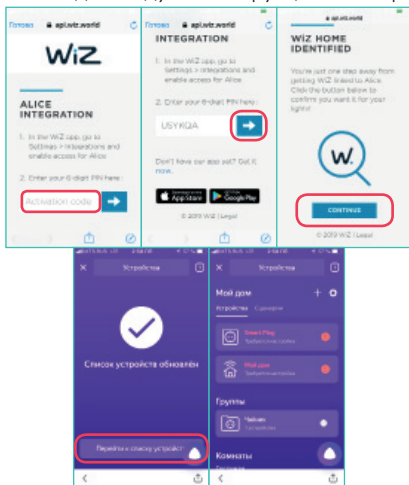 Готово
api.wiz.world
WiZ
ALICE
INTEGRATION
1. In the WiZ app, go to
Settings > Integrations and
enable access for Alice
2. Enter your 6-digit PIN here:
Activation code
Готово
api.wiz.world
INTEGRATION
1. In the WiZ app, go to
Settings > Integrations and
enable access for Alice
2. Enter your 6-digit PIN here:
USYKQA
Don't have our app yet? Get it
now.
App Store
Google Play
© 2019 WiZ | Legal
api.wiz.world
WIZ HOME
IDENTIFIED
You're just one step away from
getting WiZ linked to Alice.
Click the button below to
confirm you want it for your
lights!
W.
CONTINUE
© 2019 WiZ | Legal
Устройства
Список устройств обновлён
Перейти к списку устройст
Устройства
Мой дом
Устройства Сценарии
Smart Plug
Мой дом
Группы
Чайник
Комнаты